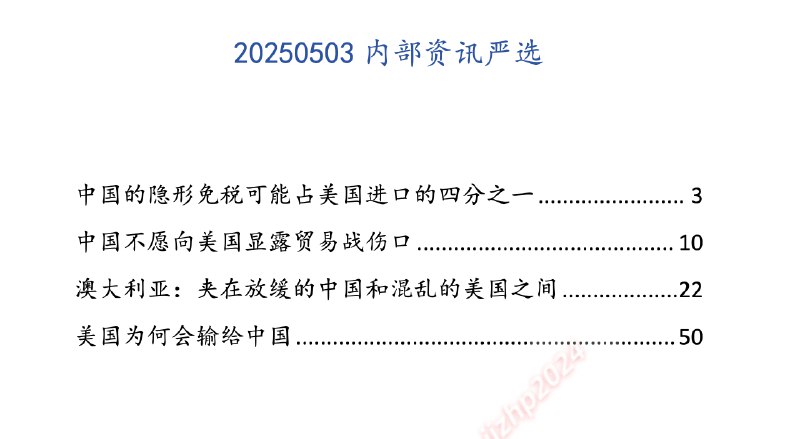 20250503 内部资讯严选
中国的隐形免税可能占美国进口的四分之一........................ 3
中国不愿向美国显露贸易战伤口.......................................... 10
澳大利亚：夹在放缓的中国和混乱的美国之间...................22
美国为何会输给中国............................................................... 50